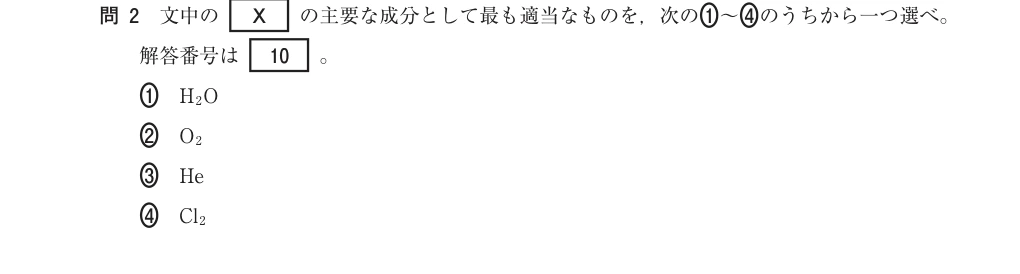 問 2 文中の X の主要な成分として最も適当なものを，次の①～④のうちから一つ選べ。
解答番号は 10 。
① H₂O
② O₂
③ He
④ Cl₂